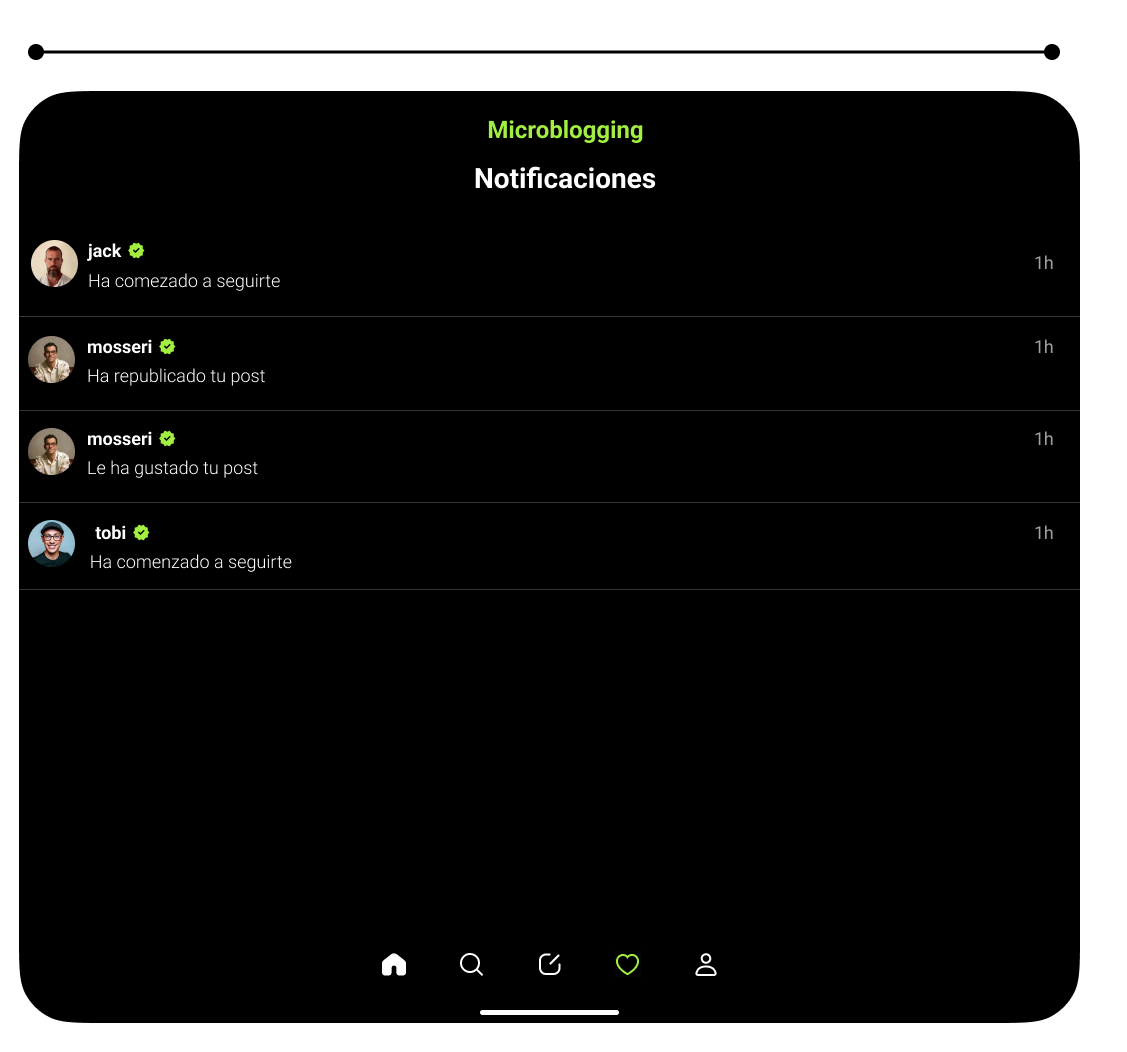 Microblogging
Notificaciones
jack
Ha comezado a seguirte
1h
mosseri
Ha republicado tu post
1h
mosseri
Le ha gustado tu post
1h
tobi
Ha comenzado a seguirte
1h